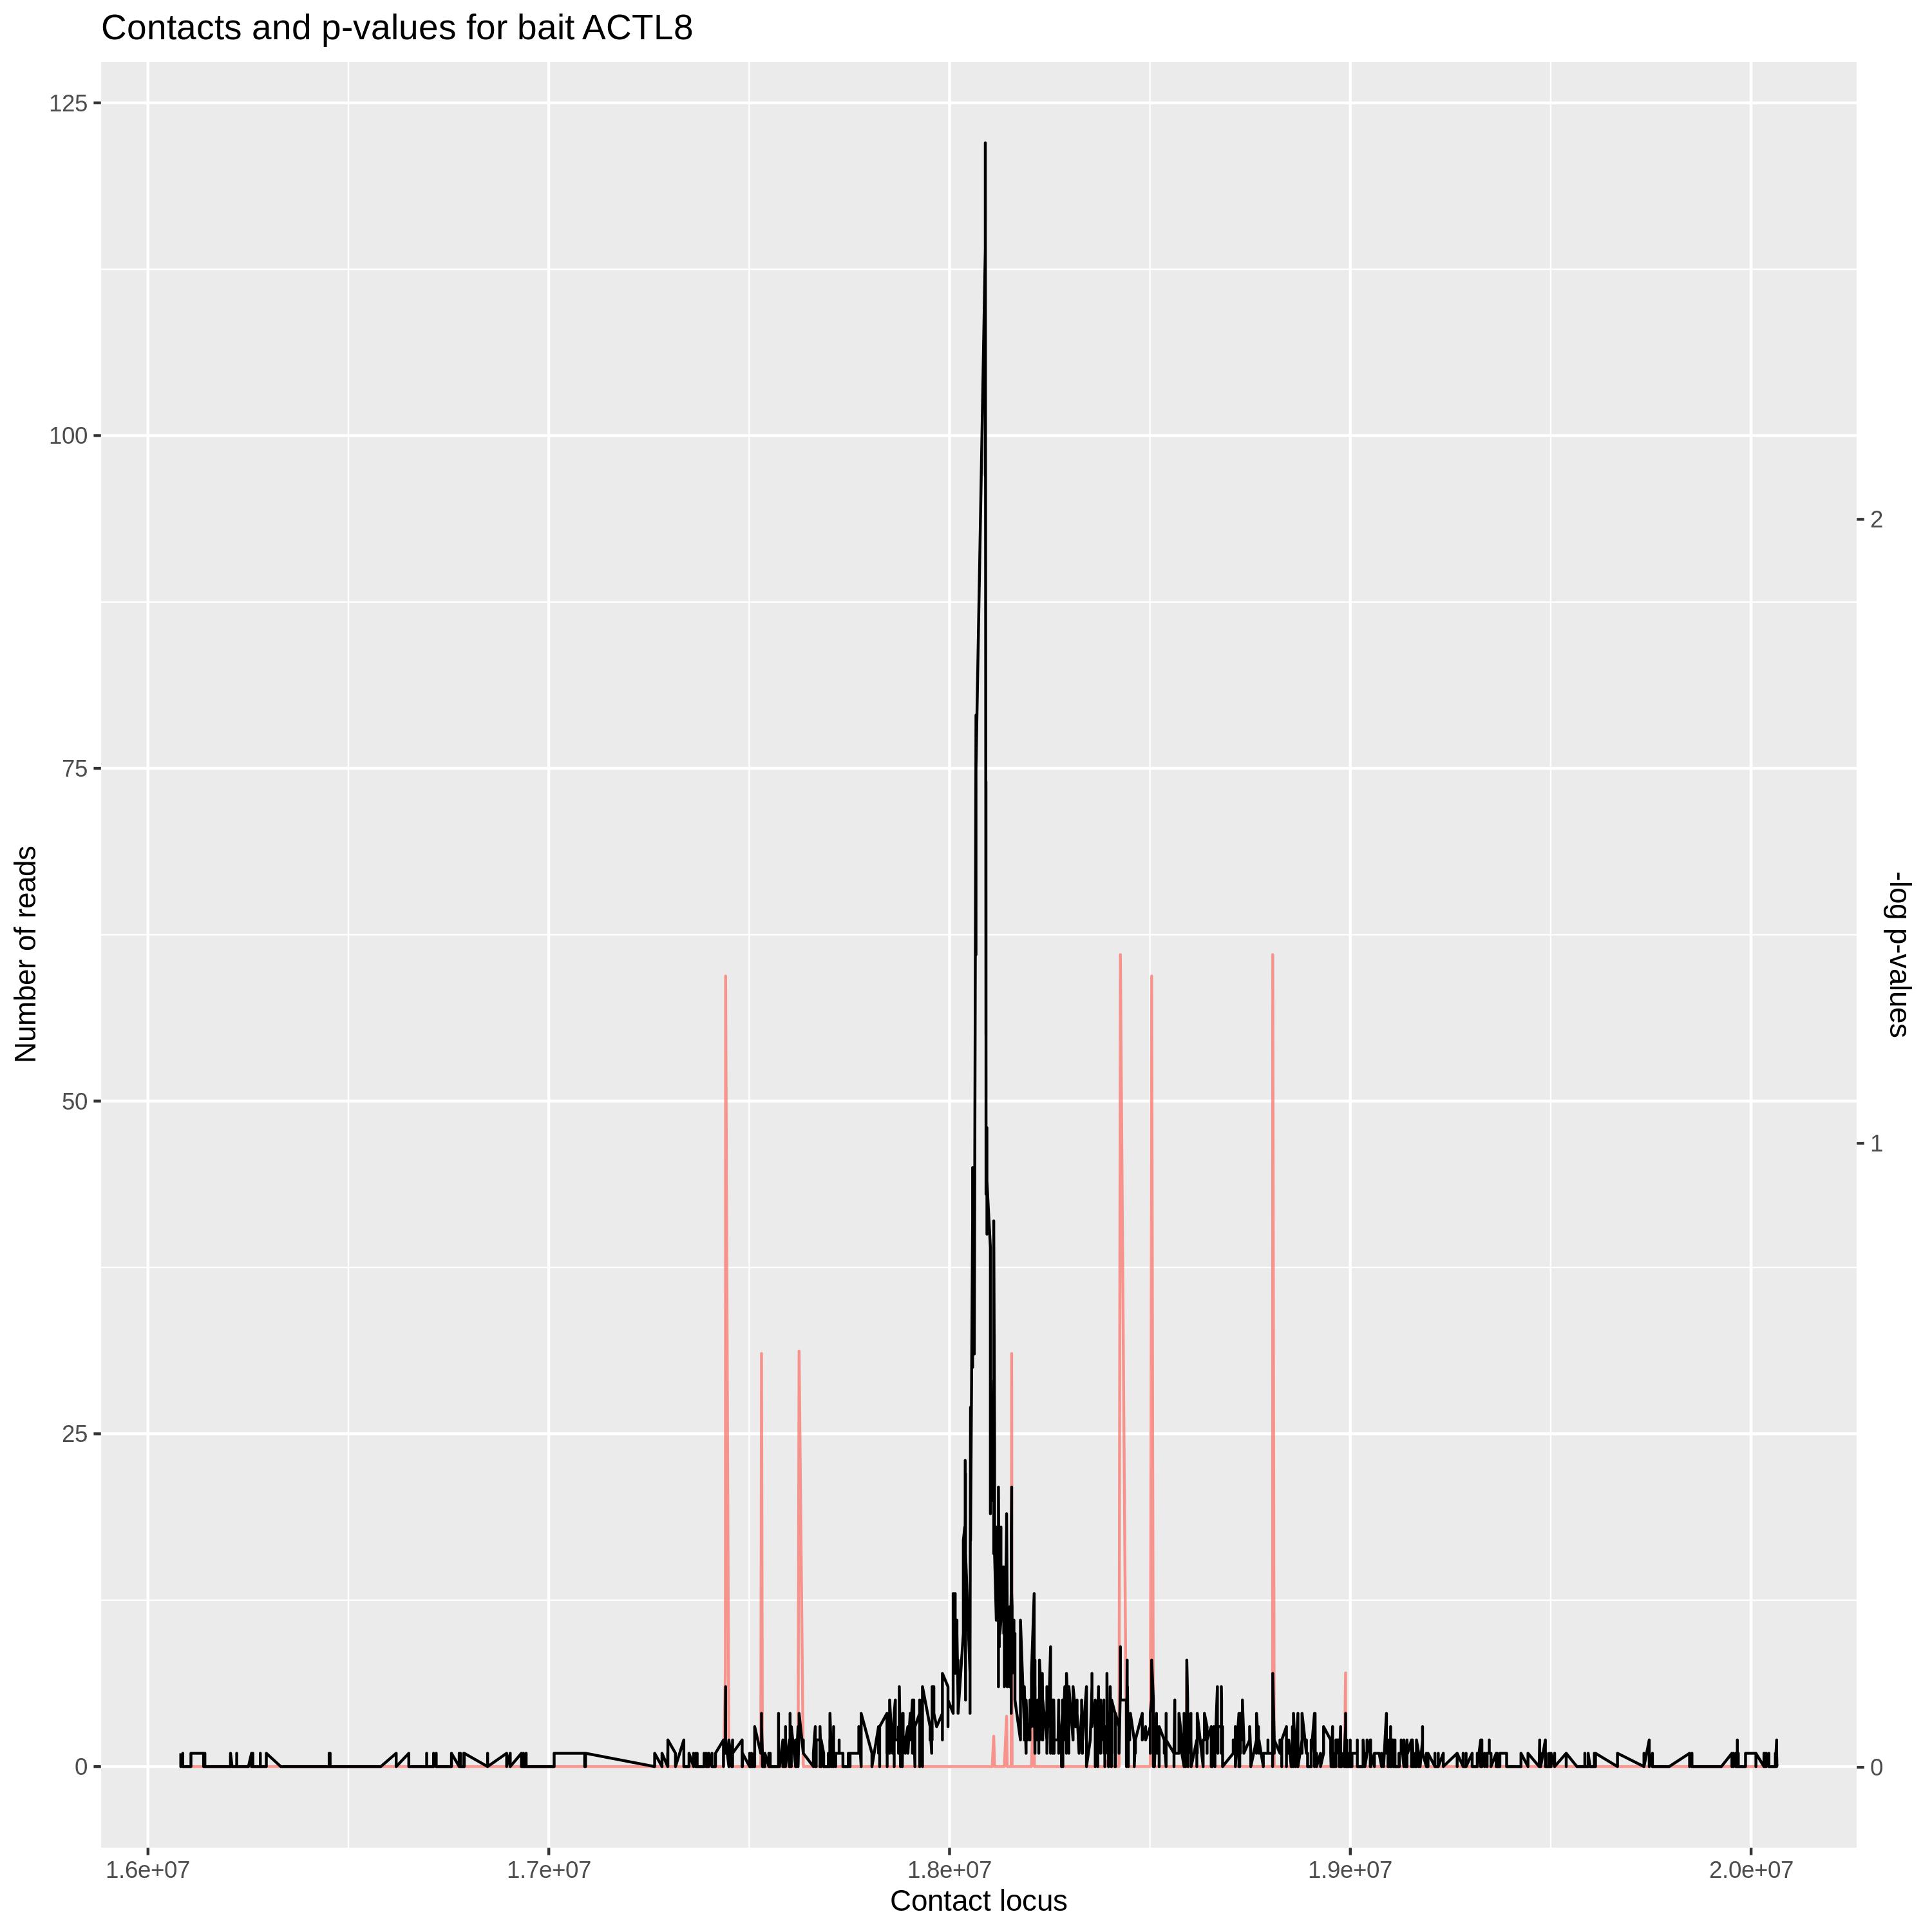 Contacts and p-values for bait ACTL8
125
100
75
50
25
0
Number of reads
2
1
0
-log p-values
1.6e+07
1.7e+07
1.8e+07
1.9e+07
2.0e+07
Contact locus